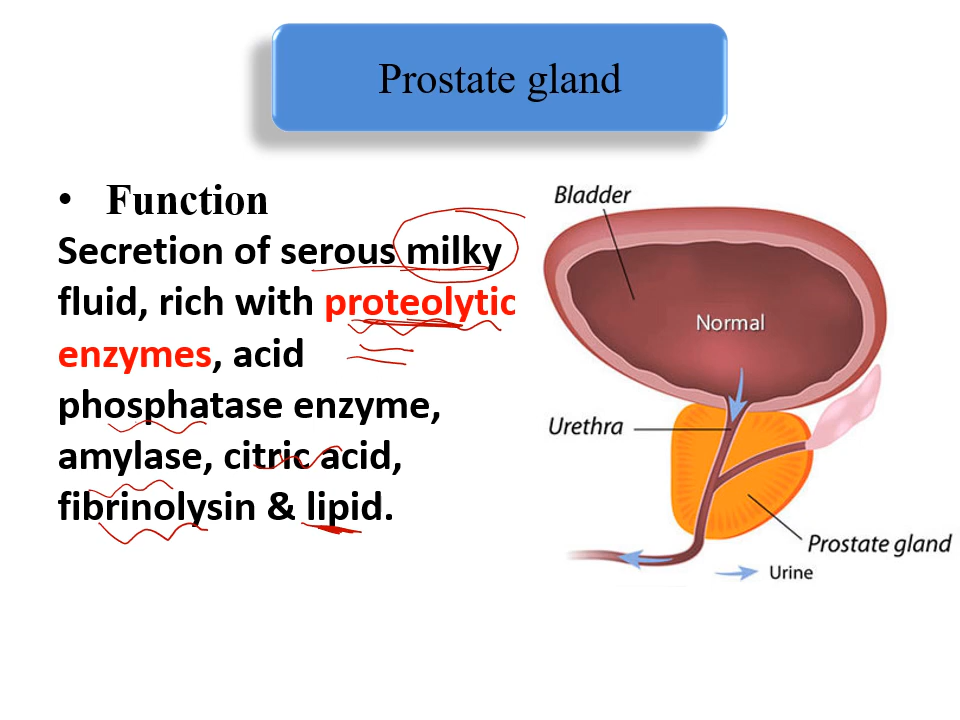 Prostate gland
• Function
Secretion of serous milky
fluid, rich with proteolytic
enzymes, acid
phosphatase enzyme,
amylase, citric acid,
fibrinolysin & lipid.
Bladder
Normal
Urethra
Prostate gland
Urine